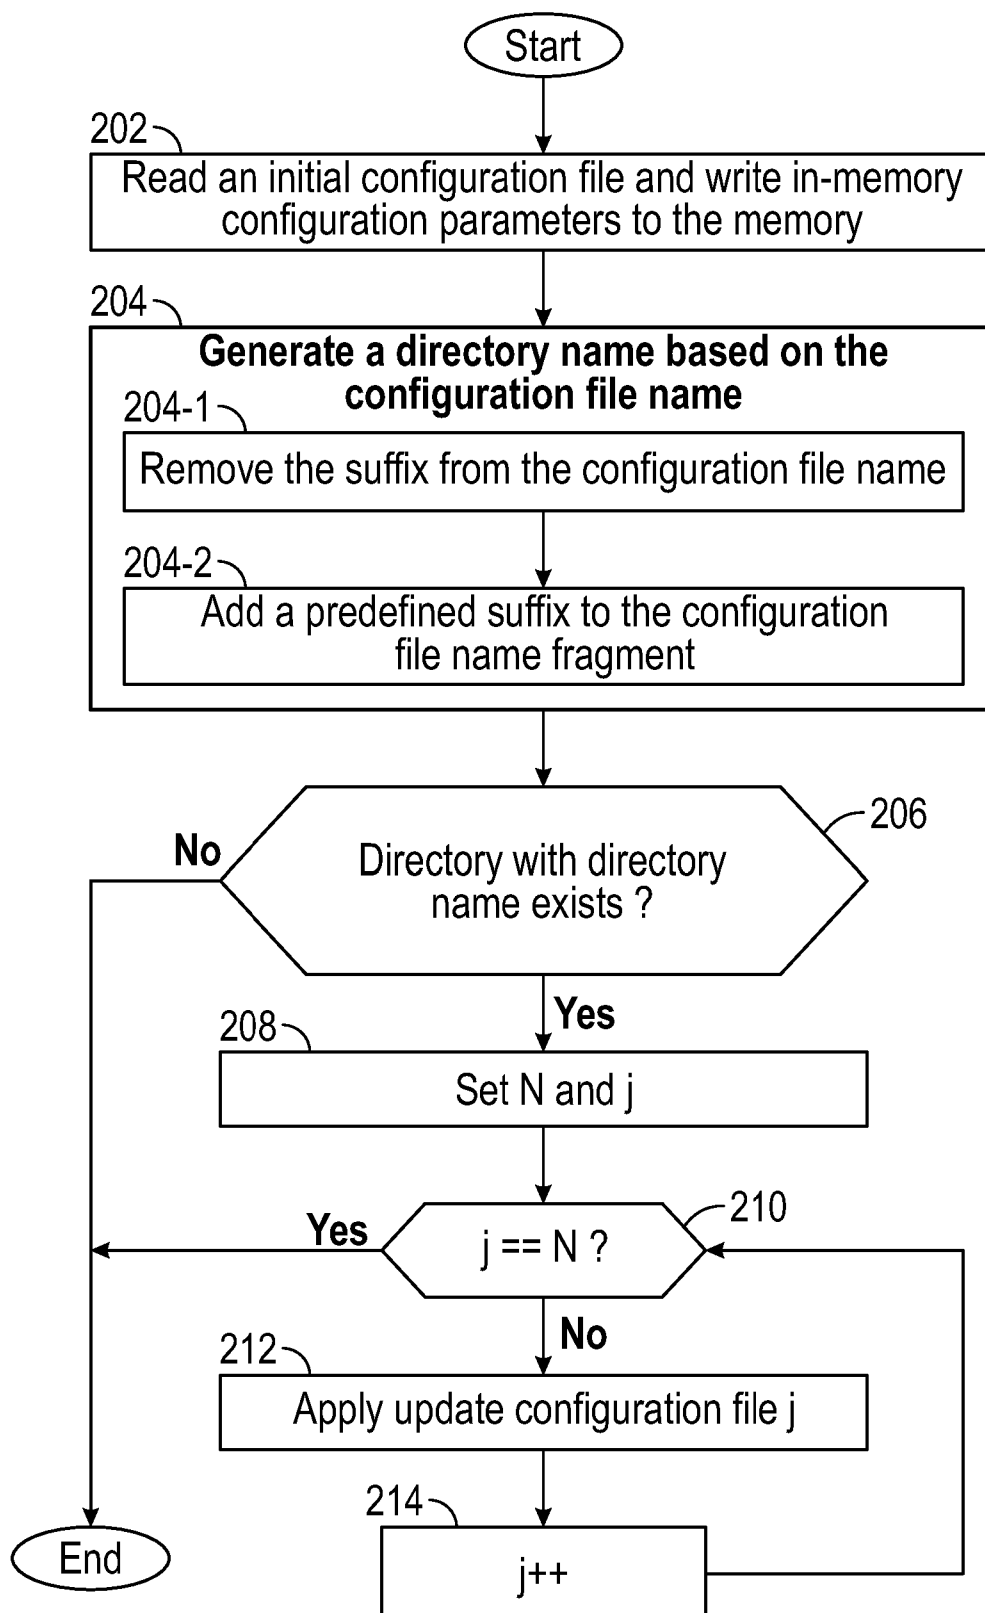 Start
202
Read an initial configuration file and write in-memory
configuration parameters to the memory
204
Generate a directory name based on the
configuration file name
204-1
Remove the suffix from the configuration file name
204-2
Add a predefined suffix to the configuration
file name fragment
206
No
Directory with directory
name exists ?
Yes
208
Set N and j
210
Yes
j == N ?
No
212
Apply update configuration file j
214
End
j++